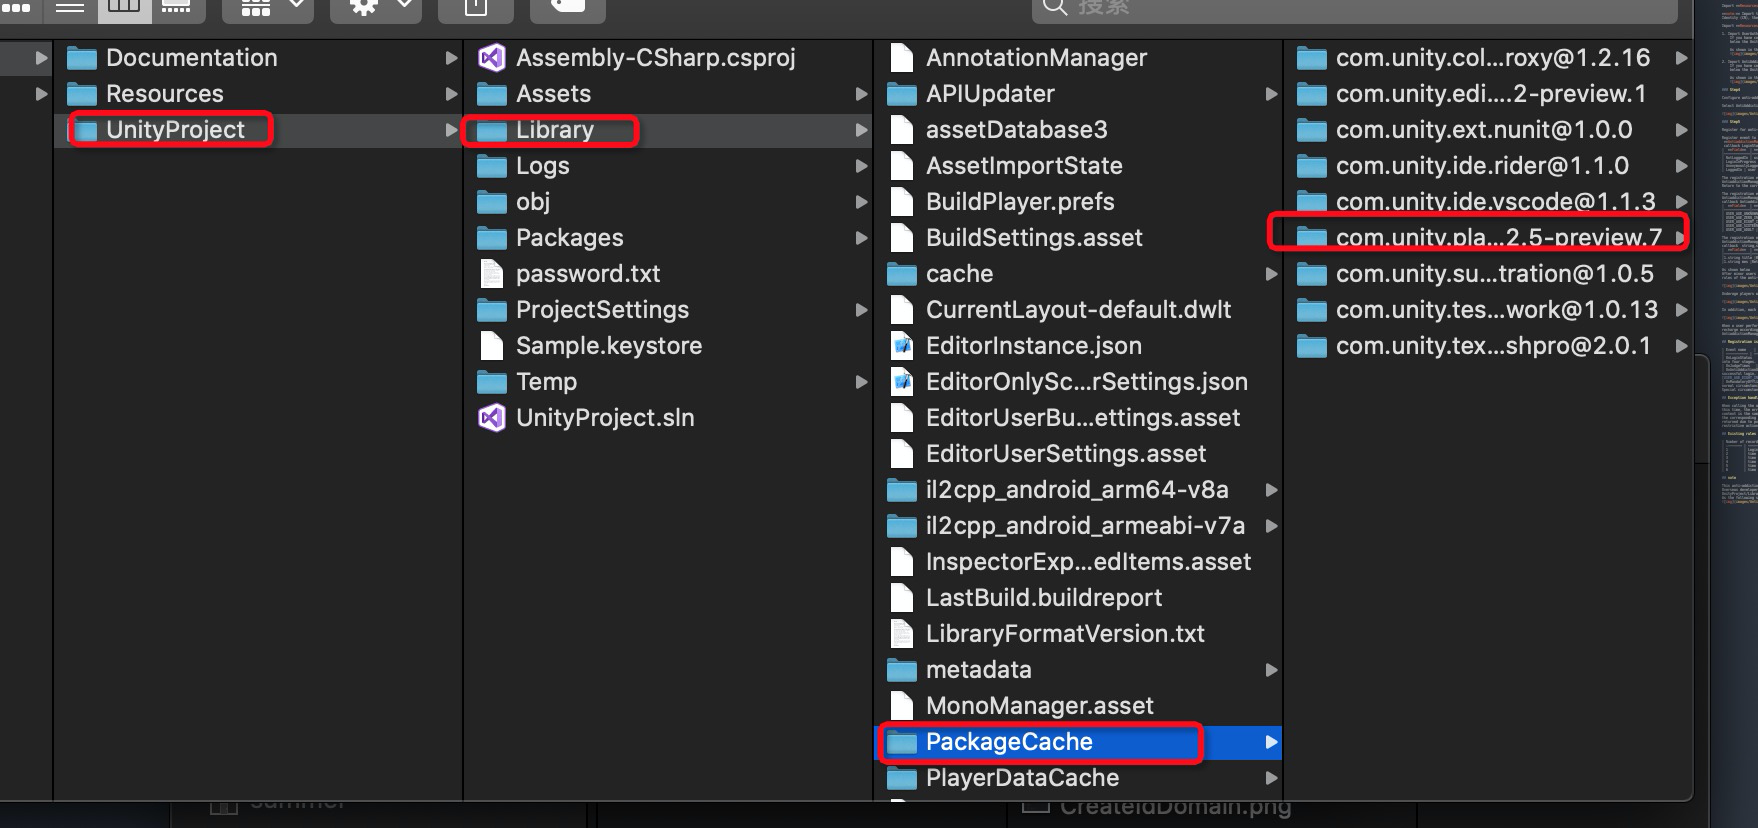 搜索
Documentation
Resources
UnityProject
Assembly-CSharp.csproj
Assets
Library
Logs
obj
Packages
password.txt
ProjectSettings
Sample.keystore
Temp
UnityProject.sln
AnnotationManager
APIUpdater
assetDatabase3
AssetImportState
BuildPlayer.prefs
BuildSettings.asset
cache
CurrentLayout-default.dwlt
EditorInstance.json
EditorOnlySc...rSettings.json
EditorUserBu...ettings.asset
EditorUserSettings.asset
il2cpp_android_arm64-v8a
il2cpp_android_armeabi-v7a
InspectorExp...edItems.asset
LastBuild.buildreport
LibraryFormatVersion.txt
metadata
MonoManager.asset
PackageCache
PlayerDataCache
com.unity.col...roxy@1.2.16
com.unity.edi....2-preview.1
com.unity.ext.nunit@1.0.0
com.unity.ide.rider@1.1.0
com.unity.ide.vscode@1.1.3
com.unity.pla...2.5-preview.7
com.unity.su...tration@1.0.5
com.unity.tes...work@1.0.13
com.unity.tex...shpro@2.0.1
summer
CreateIdDomain.png